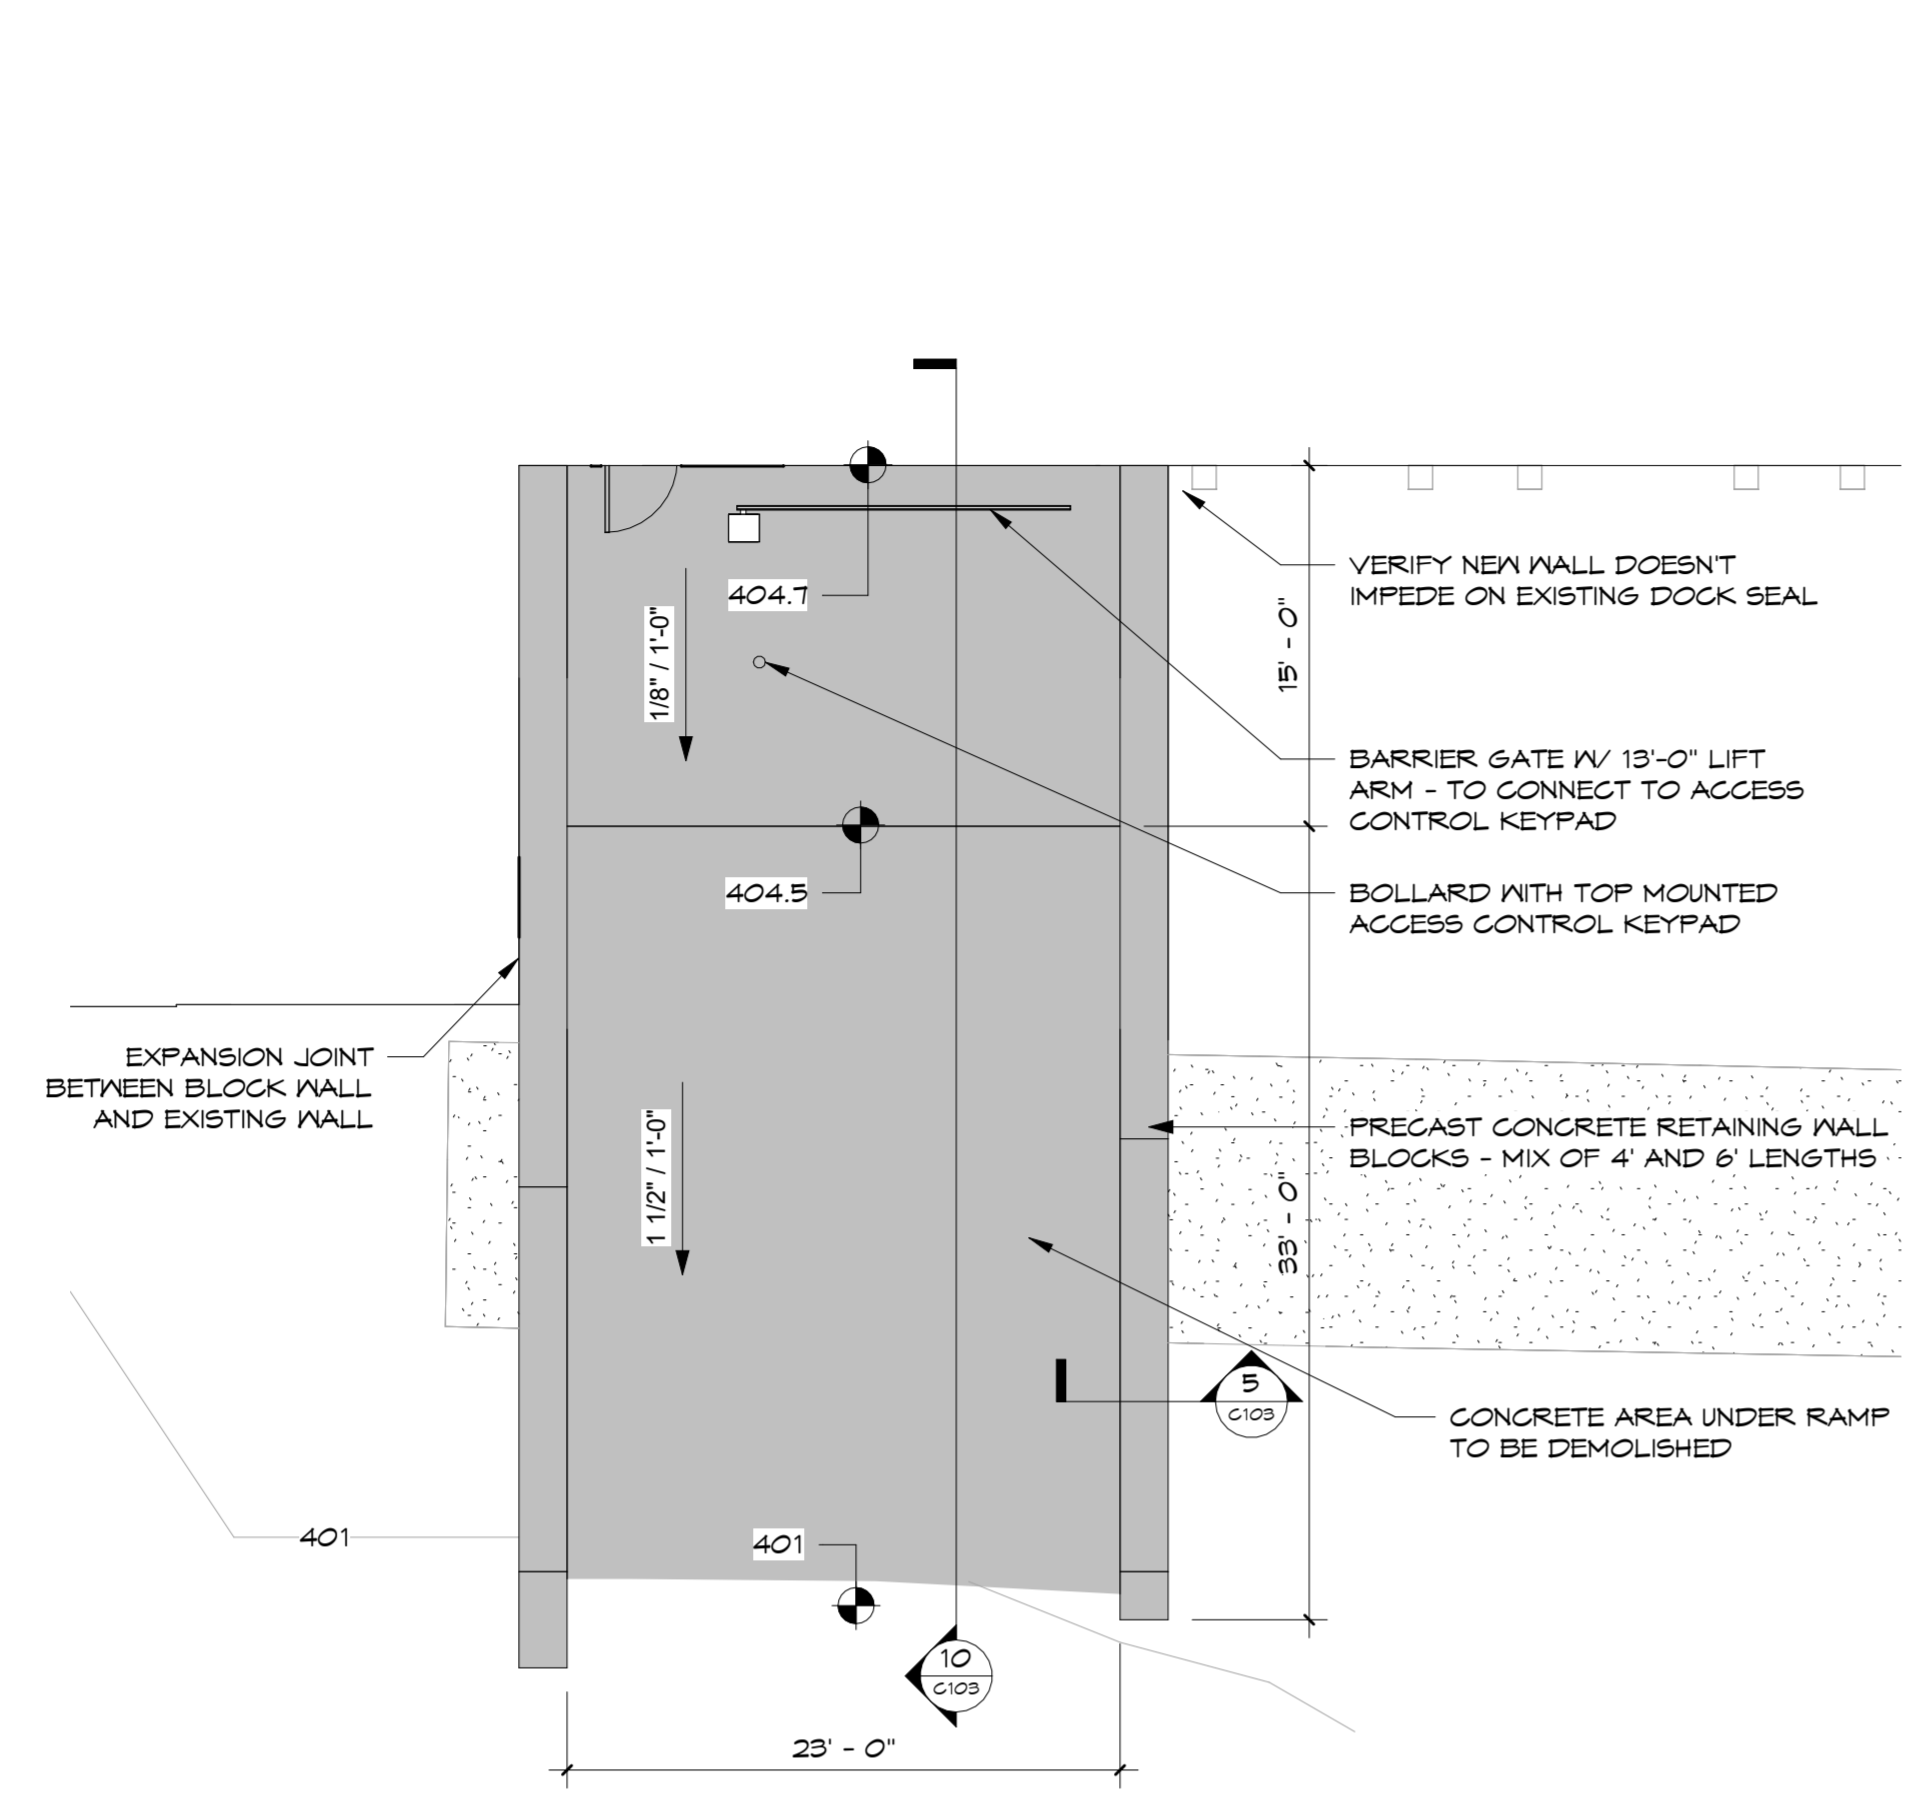 VERIFY NEW WALL DOESN'T
IMPEDE ON EXISTING DOCK SEAL
404.7
1/8" / 1'-0"
15' - 0"
BARRIER GATE W/ 13'-0" LIFT
ARM - TO CONNECT TO ACCESS
CONTROL KEYPAD
404.5
BOLLARD WITH TOP MOUNTED
ACCESS CONTROL KEYPAD
EXPANSION JOINT
BETWEEN BLOCK WALL
AND EXISTING WALL
1 1/2" / 1'-0"
PRECAST CONCRETE RETAINING WALL
BLOCKS - MIX OF 4' AND 6' LENGTHS
33' - 0"
5
C103
CONCRETE AREA UNDER RAMP
TO BE DEMOLISHED
401
401
10
C103
23' - 0"